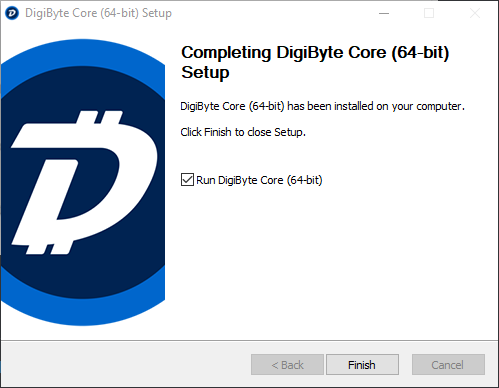 DigiByte Core (64-bit) Setup
Completing DigiByte Core (64-bit)
Setup
DigiByte Core (64-bit) has been installed on your computer.
Click Finish to close Setup.
Run DigiByte Core (64-bit)
< Back
Finish
Cancel